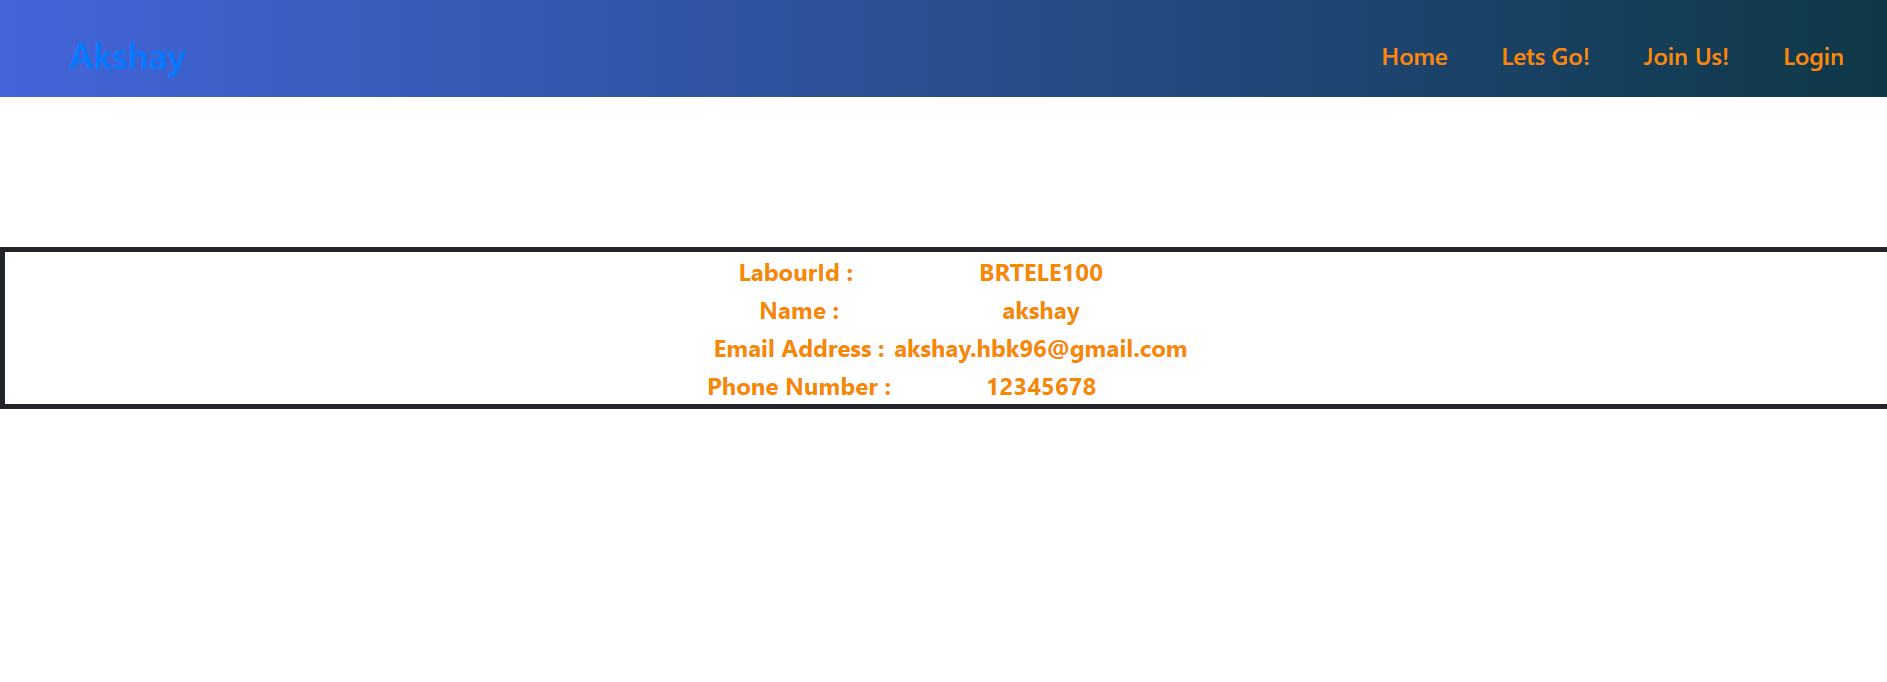 Akshay
Home Lets Go! Join Us! Login
LabourId : BRTELE100
Name : akshay
Email Address : akshay.hbk96@gmail.com
Phone Number : 12345678